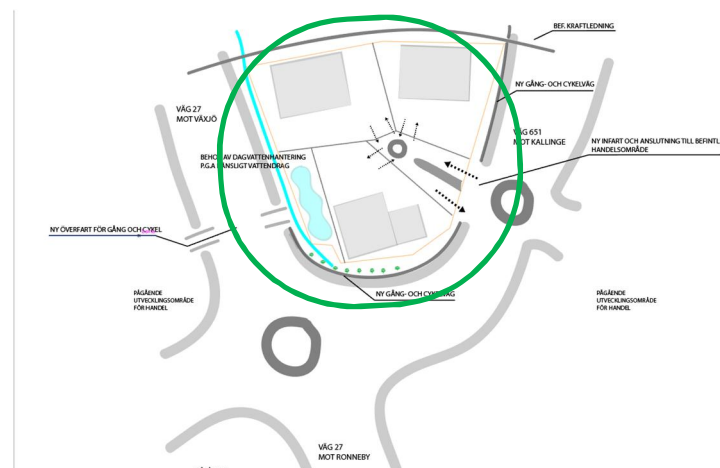 BEF. KRAFTLEDNING
NY GÅNG- OCH CYKELVÄG
VÄG 27
MOT VÄXJÖ
VÄG 651
MOT KALLINGE
NY INFART OCH ANSLUTNING TILL BEFINTL
HANDELSOMRÅDE
BEHOV AV DAGVATTENHANTERING
P.G.A KÄNSLIGT VATTENDRAG
NY ÖVERFART FÖR GÅNG OCH CYKEL
PÅGÅENDE
UTVECKLINGSOMRÅDE
FÖR HANDEL
NY GÅNG- OCH CYKELVÄG
PÅGÅENDE
UTVECKLINGSOMRÅDE
FÖR HANDEL
VÄG 27
MOT RONNEBY